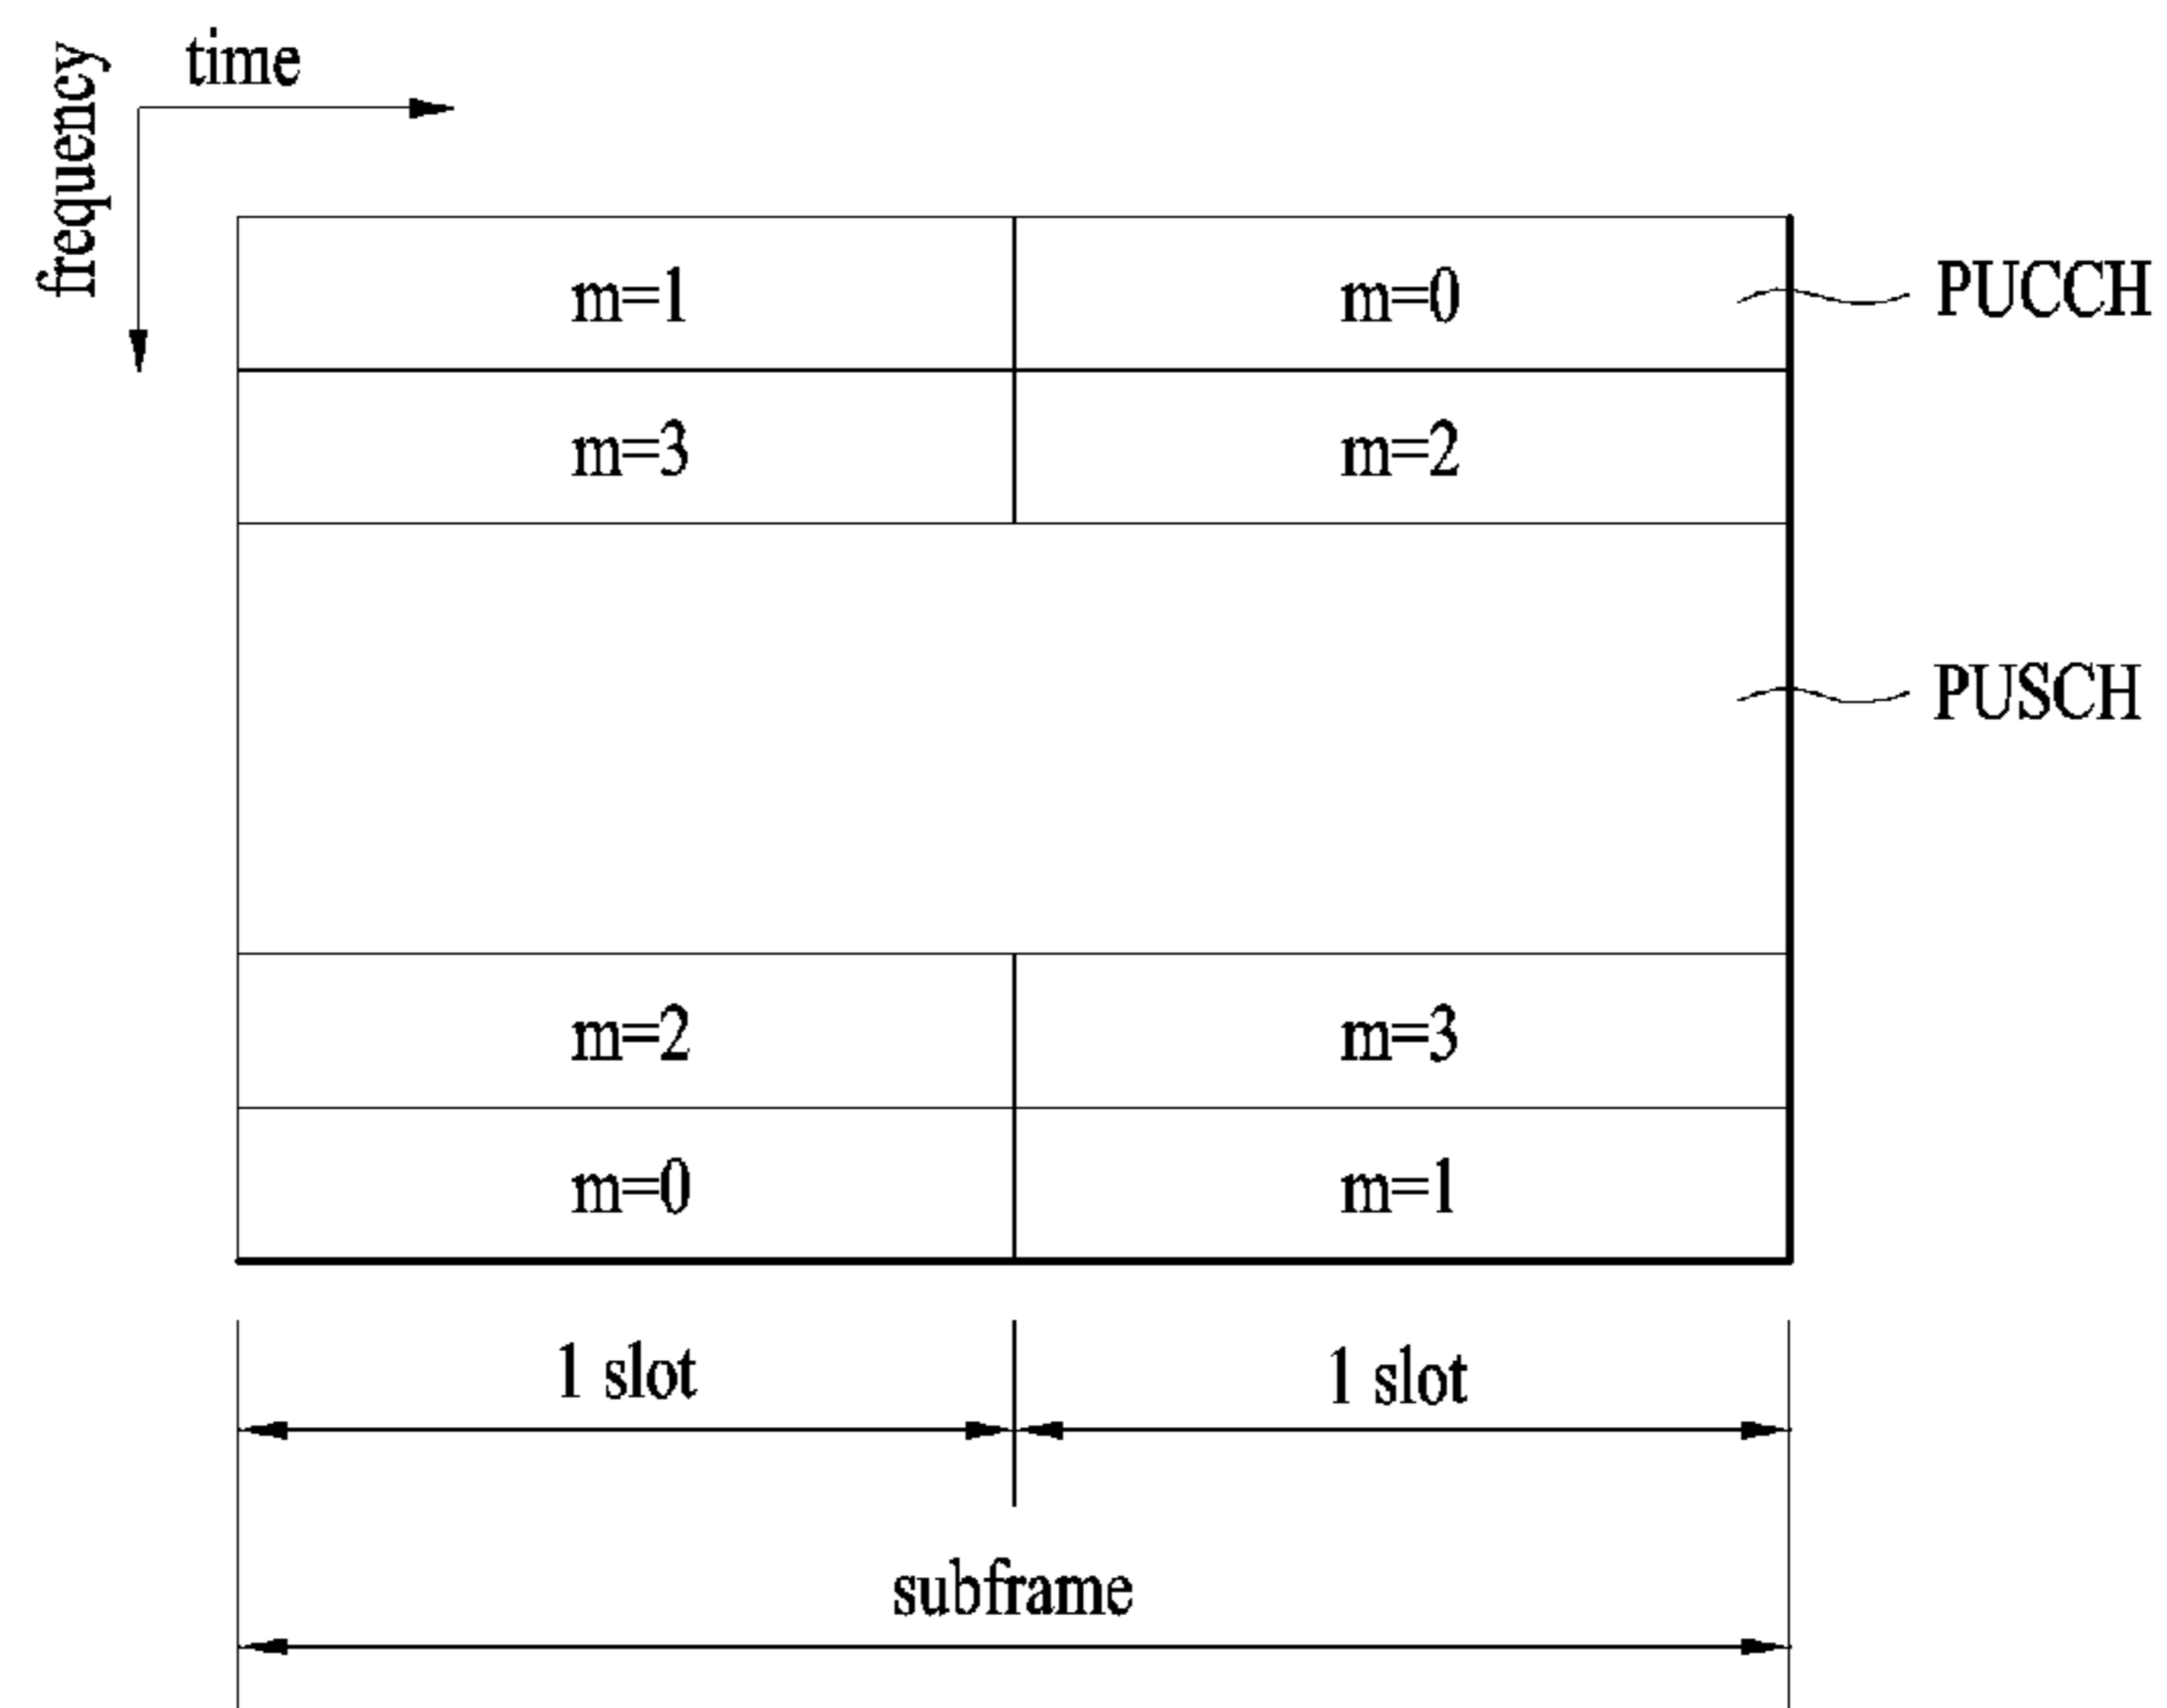 time
frequency
m=1 m=0 PUCCH
m=3 m=2
PUSCH
m=2 m=3
m=0 m=1
1 slot 1 slot
subframe